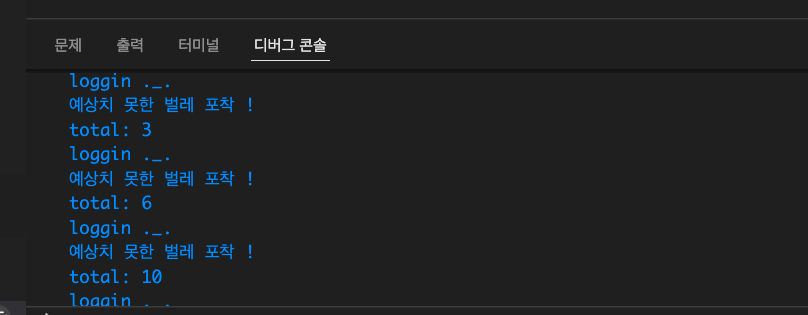 문제 출력 터미널 디버그 콘솔
loggin ._.
예상치 못한 벌레 포착 !
total: 3
loggin ._.
예상치 못한 벌레 포착 !
total: 6
loggin ._.
예상치 못한 벌레 포착 !
total: 10
loggin ._.